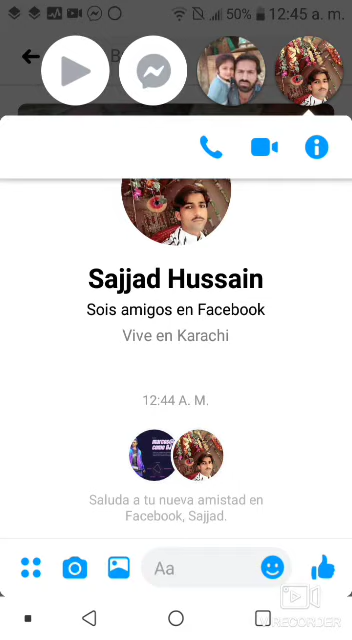 50% 12:45 a. m.
B
Sajjad Hussain
Sois amigos en Facebook
Vive en Karachi
12:44 A. M.
Saluda a tu nueva amistad en
Facebook, Sajjad.
Aa
RECORDER